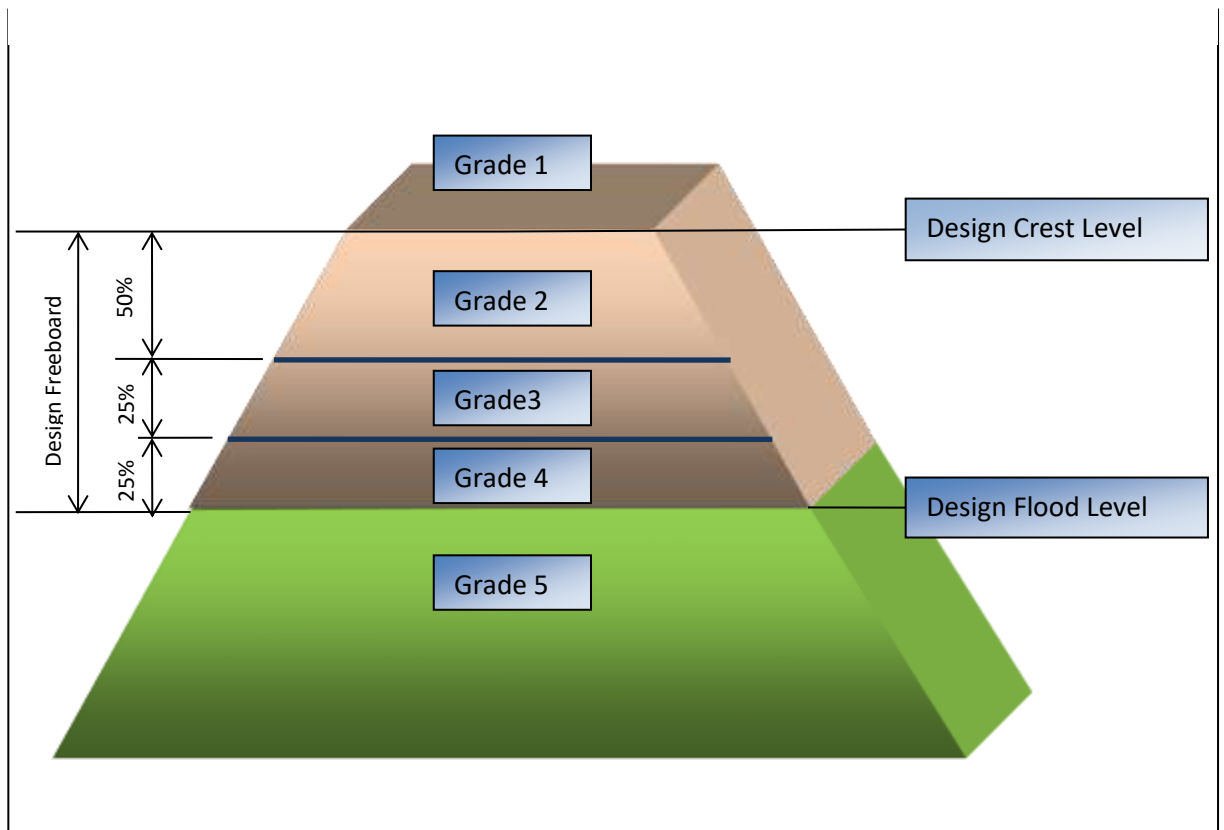 Grade 1
Design Crest Level
Grade 2
50%
Design Freeboard
Grade3
25%
Grade 4
25%
Design Flood Level
Grade 5